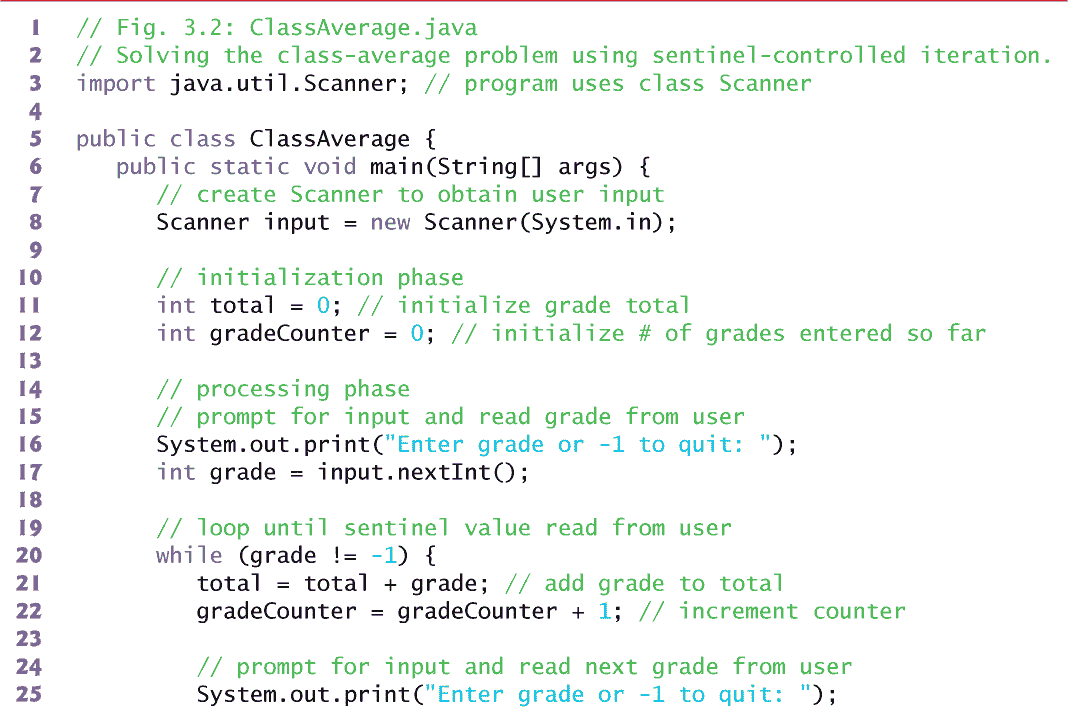 1 // Fig. 3.2: ClassAverage.java
2 // Solving the class-average problem using sentinel-controlled iteration.
3 import java.util.Scanner; // program uses class Scanner
4
5 public class ClassAverage {
6    public static void main(String[] args) {
7       // create Scanner to obtain user input
8       Scanner input = new Scanner(System.in);
9
10       // initialization phase
11       int total = 0; // initialize grade total
12       int gradeCounter = 0; // initialize # of grades entered so far
13
14       // processing phase
15       // prompt for input and read grade from user
16       System.out.print("Enter grade or -1 to quit: ");
17       int grade = input.nextInt();
18
19       // loop until sentinel value read from user
20       while (grade != -1) {
21          total = total + grade; // add grade to total
22          gradeCounter = gradeCounter + 1; // increment counter
23
24          // prompt for input and read next grade from user
25          System.out.print("Enter grade or -1 to quit: ");